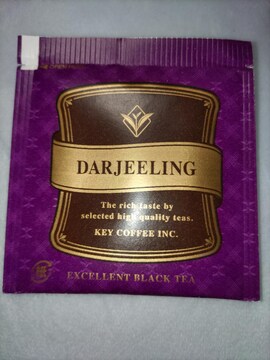 DARJEELING
The rich taste by
selected high quality teas.
KEY COFFEE INC.
EXCELLENT BLACK TEA